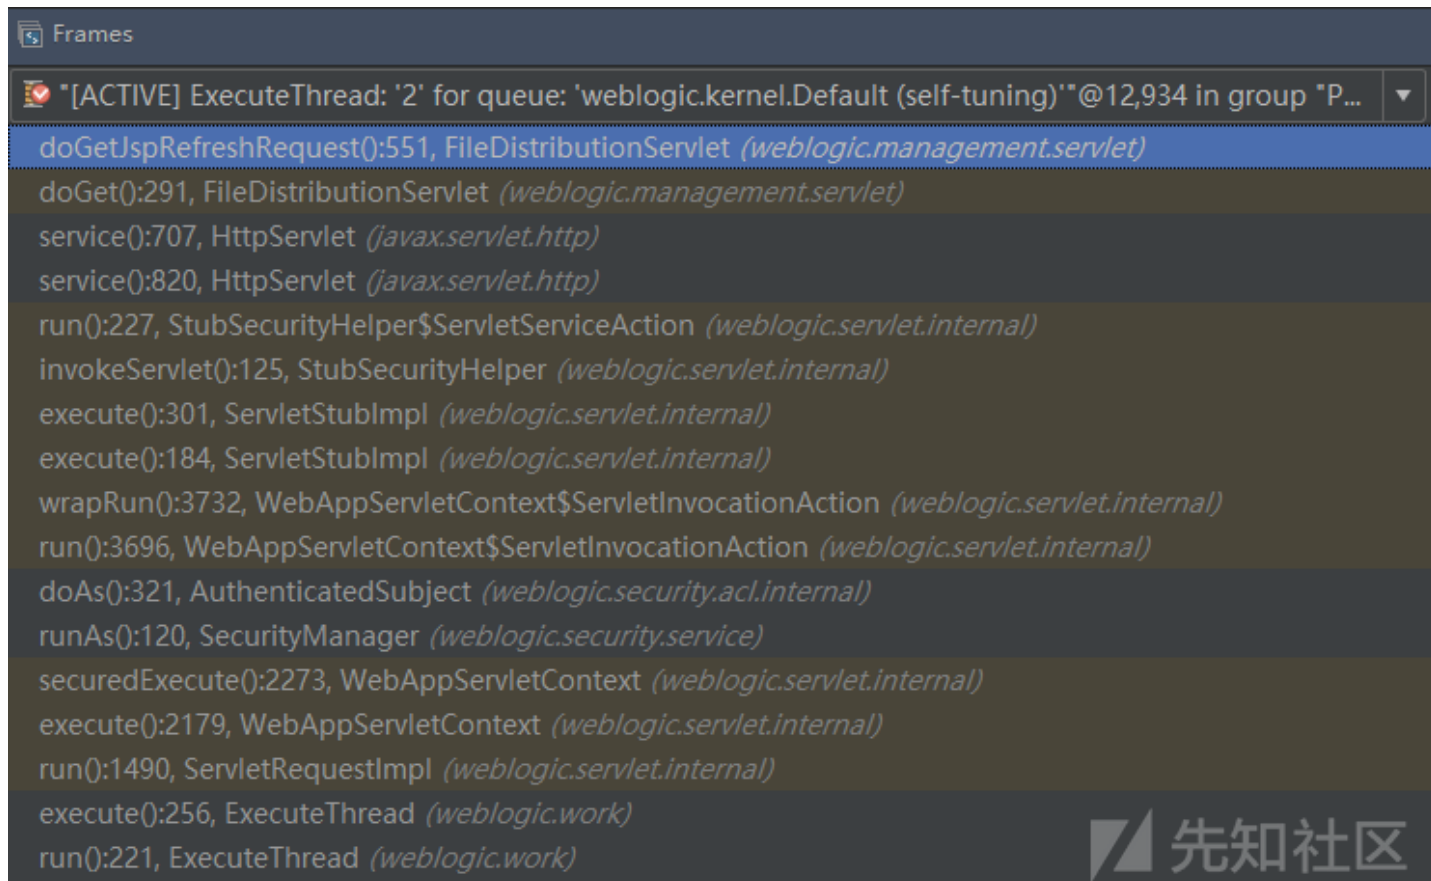 Frames
"[ACTIVE] ExecuteThread: '2' for queue: 'weblogic.kernel.Default (self-tuning)'"@12,934 in group "P...
doGetJspRefreshRequest():551, FileDistributionServlet (weblogic.management.servlet)
doGet():291, FileDistributionServlet (weblogic.management.servlet)
service():707, HttpServlet (javax.servlet.http)
service():820, HttpServlet (javax.servlet.http)
run():227, StubSecurityHelper$ServletServiceAction (weblogic.servlet.internal)
invokeServlet():125, StubSecurityHelper (weblogic.servlet.internal)
execute():301, ServletStubImpl (weblogic.servlet.internal)
execute():184, ServletStubImpl (weblogic.servlet.internal)
wrapRun():3732, WebAppServletContext$ServletInvocationAction (weblogic.servlet.internal)
run():3696, WebAppServletContext$ServletInvocationAction (weblogic.servlet.internal)
doAs():321, AuthenticatedSubject (weblogic.security.acl.internal)
runAs():120, SecurityManager (weblogic.security.service)
securedExecute():2273, WebAppServletContext (weblogic.servlet.internal)
execute():2179, WebAppServletContext (weblogic.servlet.internal)
run():1490, ServletRequestImpl (weblogic.servlet.internal)
execute():256, ExecuteThread (weblogic.work)
run():221, ExecuteThread (weblogic.work)
先知社区